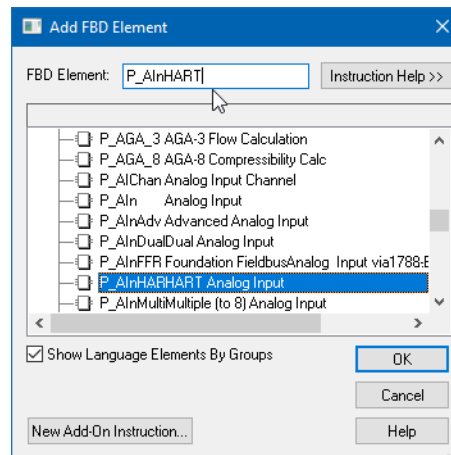 Add FBD Element
FBD Element: P_AInHART Instruction Help >>
P_AGA_3 AGA-3 Flow Calculation
P_AGA_8 AGA-8 Compressibility Calc
P_AIChan Analog Input Channel
P_AIn Analog Input
P_AInAdv Advanced Analog Input
P_AInDualDual Analog Input
P_AInFFR Foundation FieldbusAnalog Input via1788-E
P_AInHARHART Analog Input
P_AInMultiMultiple (to 8) Analog Input
Show Language Elements By Groups
OK
Cancel
New Add-On Instruction...
Help